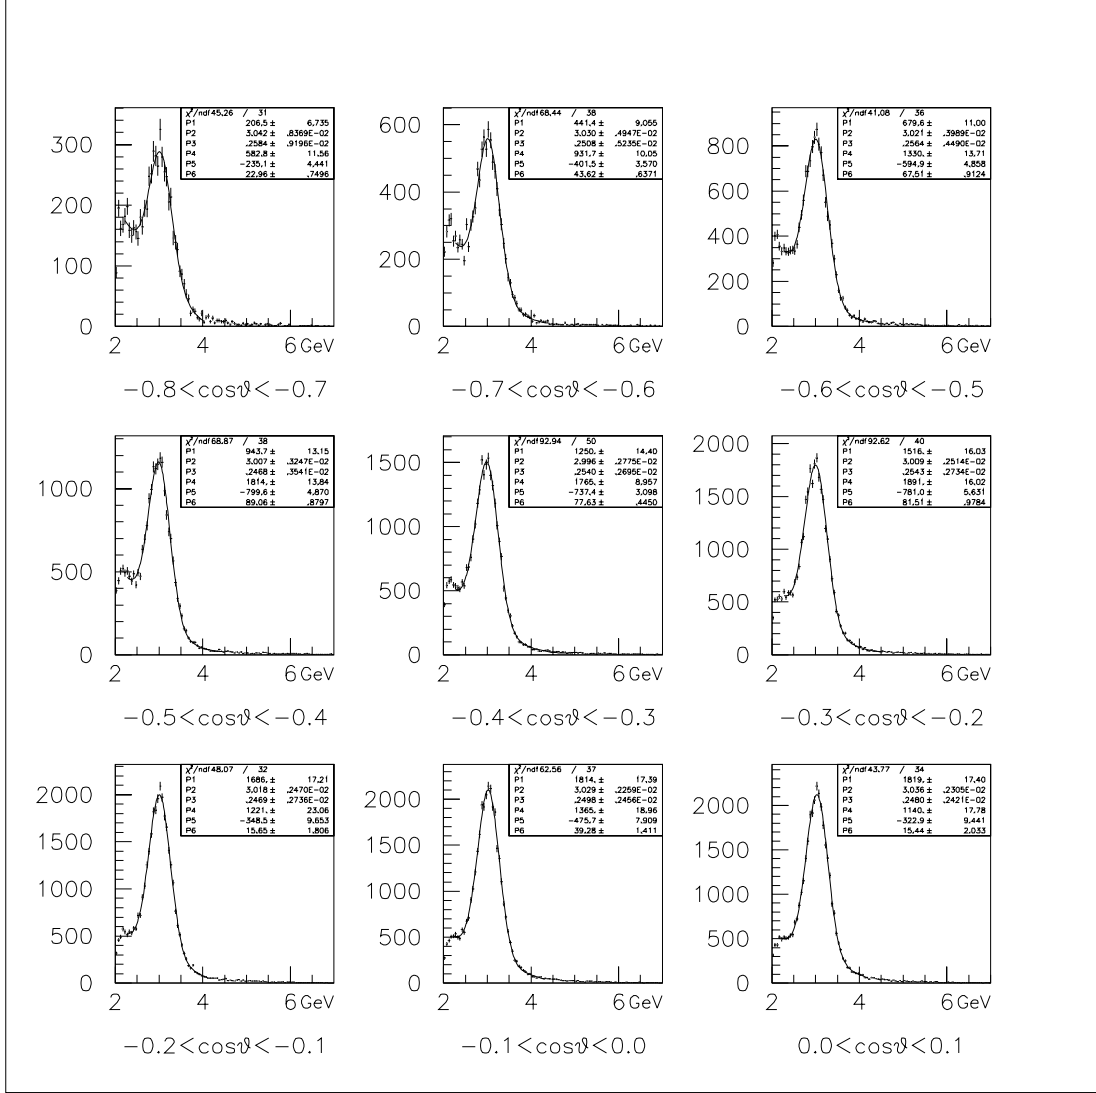 χ²/ndf 45.26 / 31
P1 206.5 ± 6.735
P2 3.042 ± .8369E-02
P3 .2584 ± .9196E-02
P4 582.8 ± 11.56
P5 -235.1 ± 4.441
P6 22.96 ± .7496
300
200
100
0
2 4 6 GeV
−0.8<cosϑ<−0.7
χ²/ndf 68.44 / 38
P1 441.4 ± 9.055
P2 3.030 ± .4947E-02
P3 .2508 ± .5235E-02
P4 931.7 ± 10.05
P5 -401.5 ± 3.570
P6 43.62 ± .6371
600
400
200
0
2 4 6 GeV
−0.7<cosϑ<−0.6
χ²/ndf 41.08 / 36
P1 679.6 ± 11.00
P2 3.021 ± .3989E-02
P3 .2564 ± .4490E-02
P4 1330. ± 13.71
P5 -594.9 ± 4.858
P6 67.51 ± .9124
800
600
400
200
0
2 4 6 GeV
−0.6<cosϑ<−0.5
χ²/ndf 68.87 / 38
P1 943.7 ± 13.15
P2 3.007 ± .3247E-02
P3 .2468 ± .3541E-02
P4 1814. ± 13.84
P5 -799.6 ± 4.870
P6 89.06 ± .8797
1000
500
0
2 4 6 GeV
−0.5<cosϑ<−0.4
χ²/ndf 92.94 / 50
P1 1250. ± 14.40
P2 2.996 ± .2775E-02
P3 .2540 ± .2695E-02
P4 1765. ± 8.957
P5 -737.4 ± 3.098
P6 77.63 ± .4450
1500
1000
500
0
2 4 6 GeV
−0.4<cosϑ<−0.3
χ²/ndf 92.62 / 40
P1 1516. ± 16.03
P2 3.009 ± .2514E-02
P3 .2543 ± .2734E-02
P4 1891. ± 16.02
P5 -781.0 ± 5.631
P6 81.51 ± .9784
2000
1500
1000
500
0
2 4 6 GeV
−0.3<cosϑ<−0.2
χ²/ndf 48.07 / 32
P1 1686. ± 17.21
P2 3.018 ± .2470E-02
P3 .2469 ± .2736E-02
P4 1221. ± 23.06
P5 -348.5 ± 9.653
P6 15.65 ± 1.806
2000
1500
1000
500
0
2 4 6 GeV
−0.2<cosϑ<−0.1
χ²/ndf 62.56 / 37
P1 1814. ± 17.39
P2 3.029 ± .2259E-02
P3 .2498 ± .2456E-02
P4 1365. ± 18.96
P5 -475.7 ± 7.909
P6 39.28 ± 1.411
2000
1500
1000
500
0
2 4 6 GeV
−0.1<cosϑ<0.0
χ²/ndf 43.77 / 34
P1 1819. ± 17.40
P2 3.036 ± .2305E-02
P3 .2480 ± .2421E-02
P4 1140. ± 17.78
P5 -322.9 ± 9.441
P6 15.44 ± 2.033
2000
1500
1000
500
0
2 4 6 GeV
0.0<cosϑ<0.1